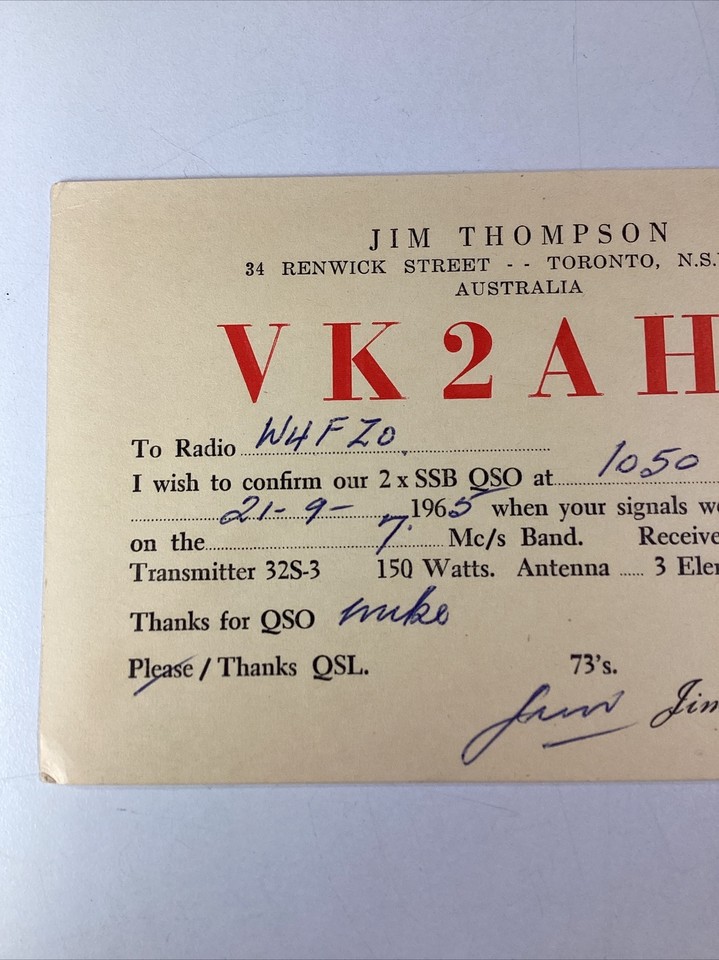 JIM THOMPSON
34 RENWICK STREET - - TORONTO, N.S.
AUSTRALIA
VK2AH
To Radio W4FZO
I wish to confirm our 2 x SSB QSO at 1050
21-9- 1965 when your signals we
on the 7 Mc/s Band. Receive
Transmitter 32S-3 150 Watts. Antenna ...... 3 Ele
Thanks for QSO mike
Please / Thanks QSL. 73's.
Jim Jim